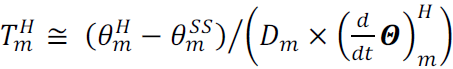 T_m^H ≅ (θ_m^H − θ_m^SS)/(D_m × (d/dt Θ)_m^H)